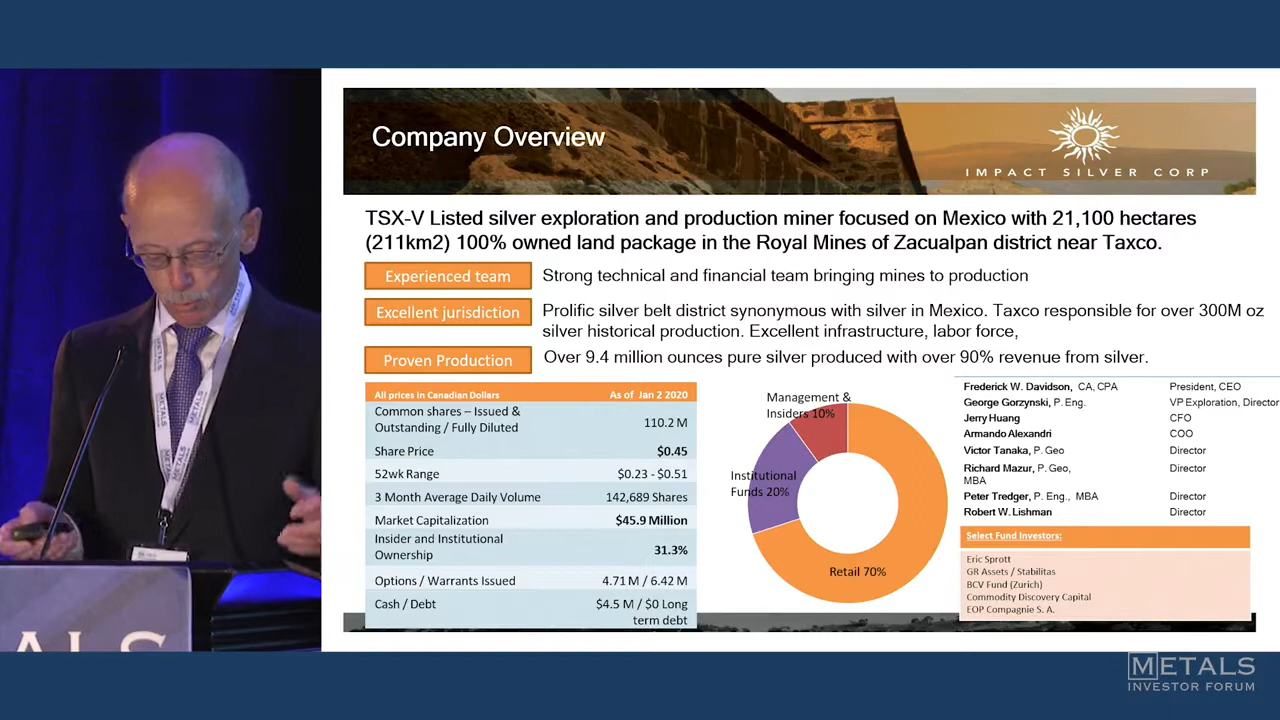 Company Overview
IMPACT SILVER CORP
TSX-V Listed silver exploration and production miner focused on Mexico with 21,100 hectares
(211km2) 100% owned land package in the Royal Mines of Zacualpan district near Taxco.
Experienced team
Strong technical and financial team bringing mines to production
Excellent jurisdiction
Prolific silver belt district synonymous with silver in Mexico. Taxco responsible for over 300M oz
silver historical production. Excellent infrastructure, labor force,
Proven Production
Over 9.4 million ounces pure silver produced with over 90% revenue from silver.
All prices in Canadian Dollars As of Jan 2 2020
Common shares – Issued &
Outstanding / Fully Diluted 110.2 M
Share Price $0.45
52wk Range $0.23 - $0.51
3 Month Average Daily Volume 142,689 Shares
Market Capitalization $45.9 Million
Insider and Institutional
Ownership 31.3%
Options / Warrants Issued 4.71 M / 6.42 M
Cash / Debt $4.5 M / $0 Long
term debt
Management &
Insiders 10%
Institutional
Funds 20%
Retail 70%
Frederick W. Davidson, CA, CPA President, CEO
George Gorzynski, P. Eng. VP Exploration, Director
Jerry Huang CFO
Armando Alexandri COO
Victor Tanaka, P. Geo Director
Richard Mazur, P. Geo, Director
MBA
Peter Tredger, P. Eng., MBA Director
Robert W. Lishman Director
Select Fund Investors:
Eric Sprott
GR Assets / Stabilitas
BCV Fund (Zurich)
Commodity Discovery Capital
EOP Compagnie S. A.
METALS
METALS
ALS
METALS
INVESTOR FORUM